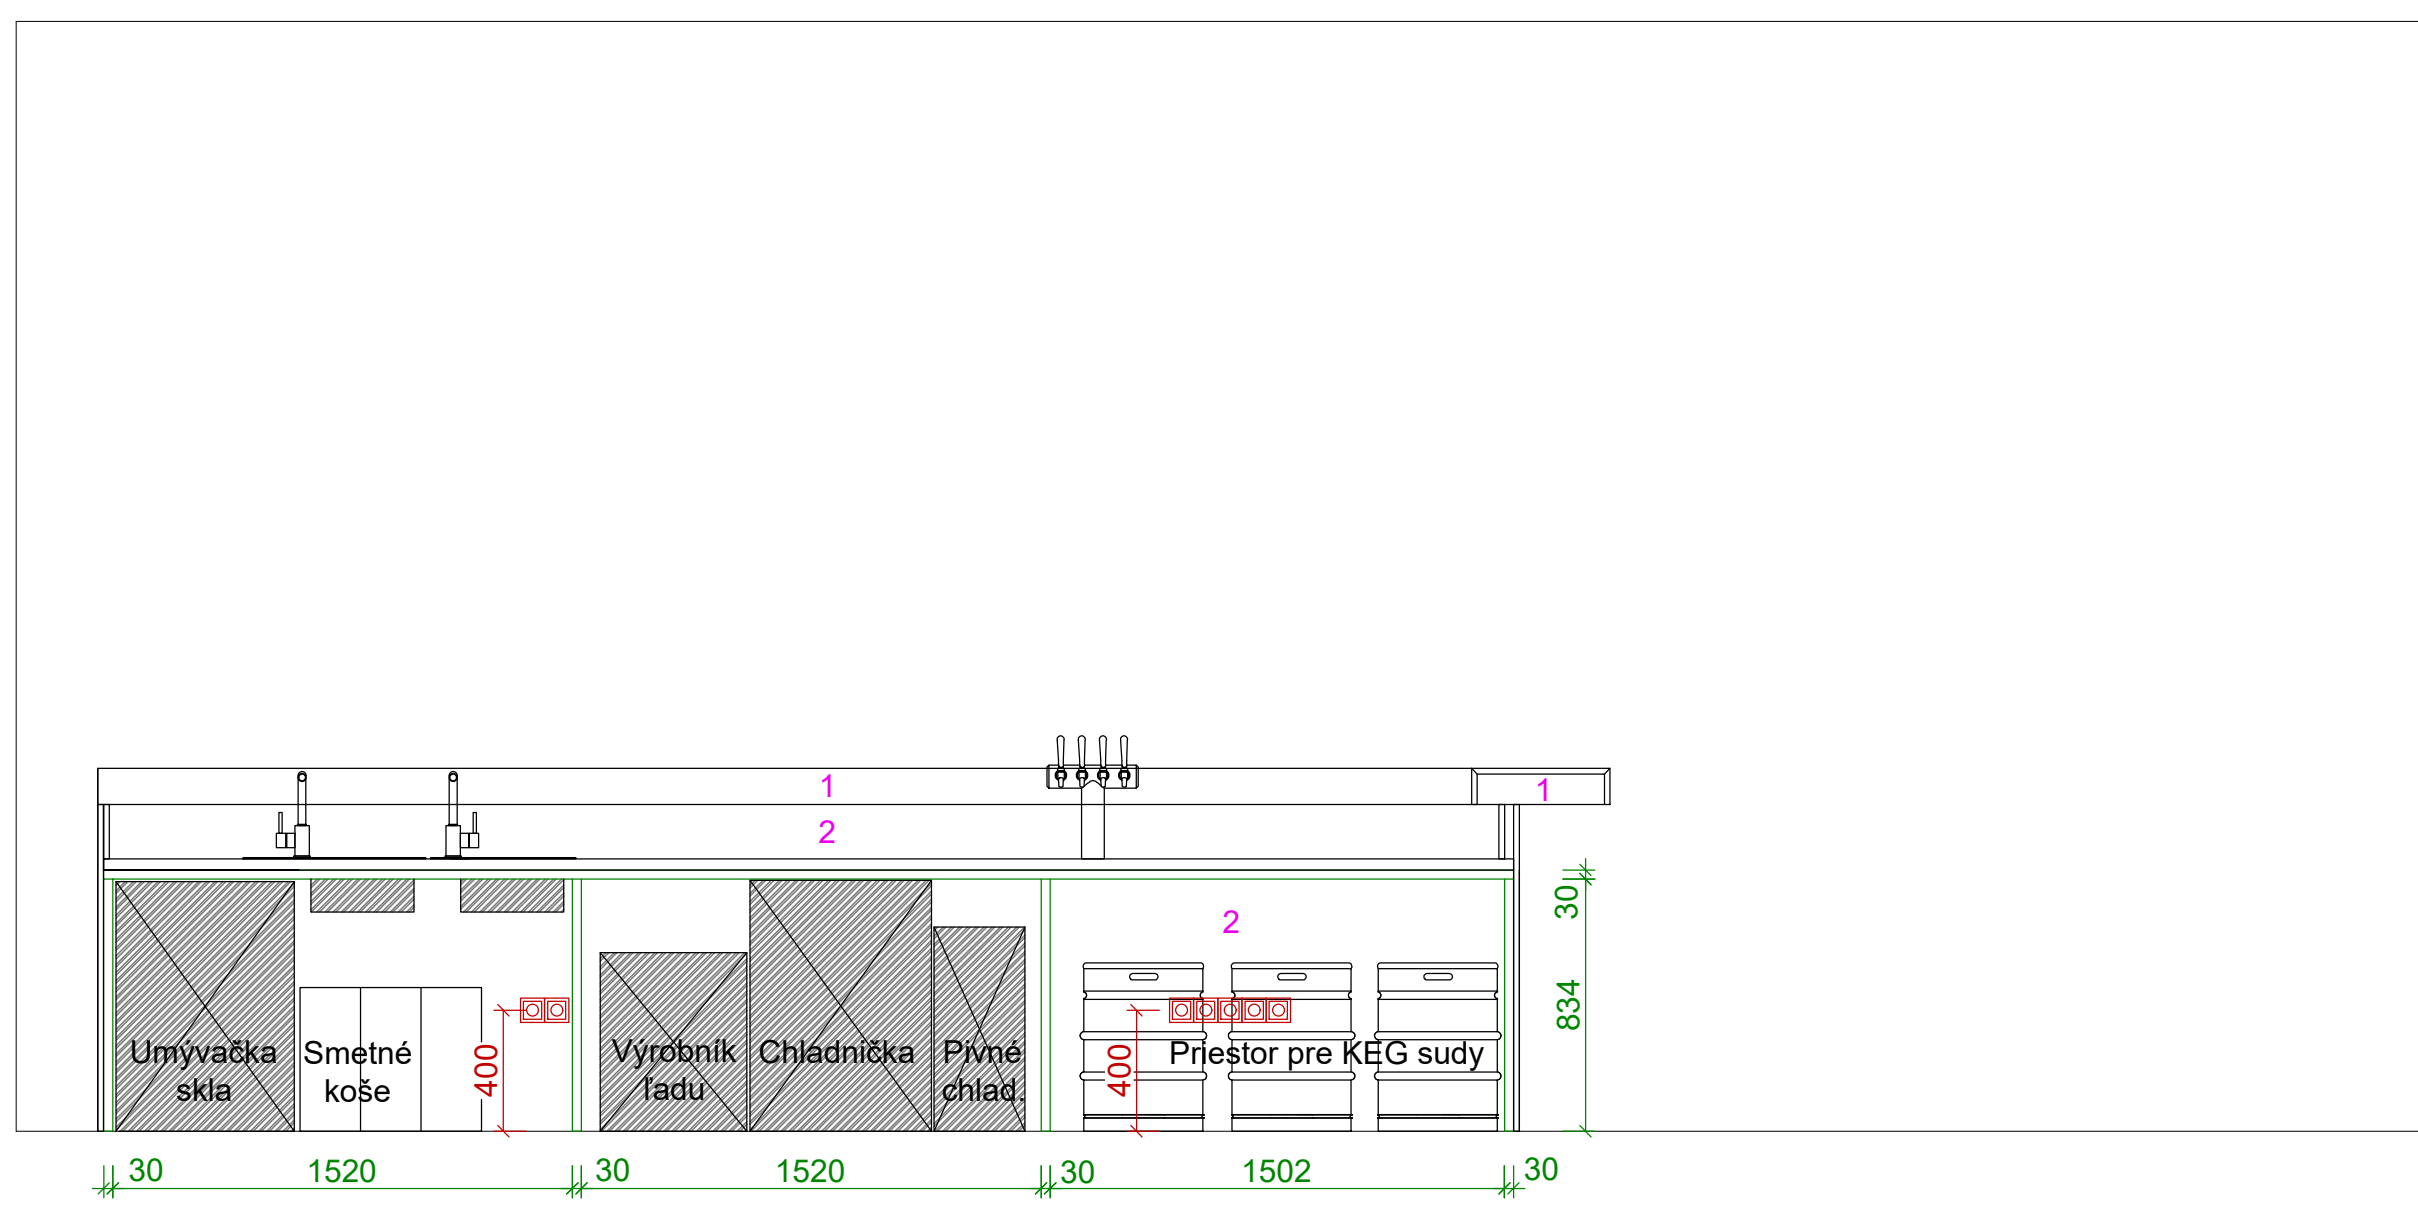 1
1
2
2
30
834
400
400
Umývačka
skla
Smetné
koše
Výrobník
ľadu
Chladnička
Pivné
chlad.
Priestor pre KEG sudy
30
1520
30
1520
30
1502
30